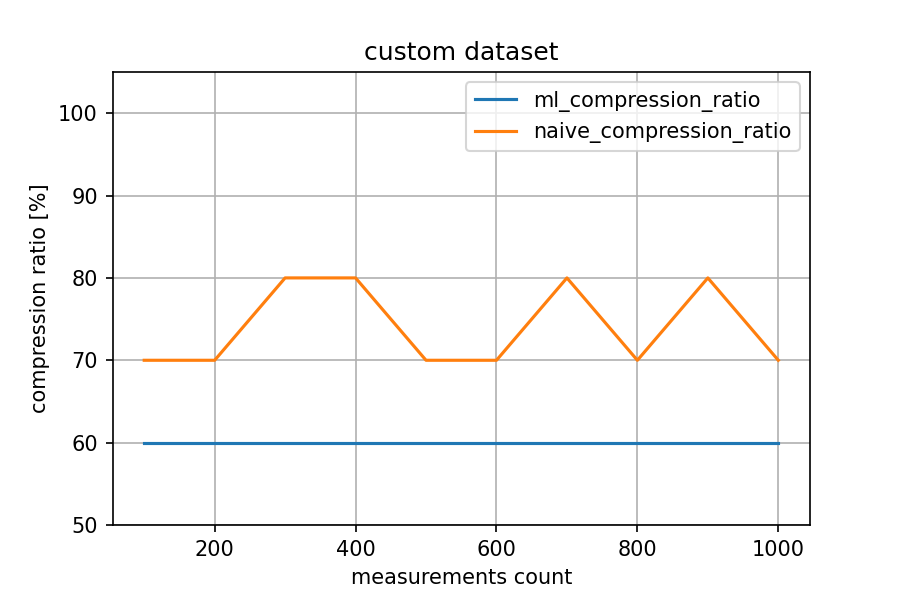 custom dataset
ml_compression_ratio
naive_compression_ratio
compression ratio [%]
100
90
80
70
60
50
200 400 600 800 1000
measurements count